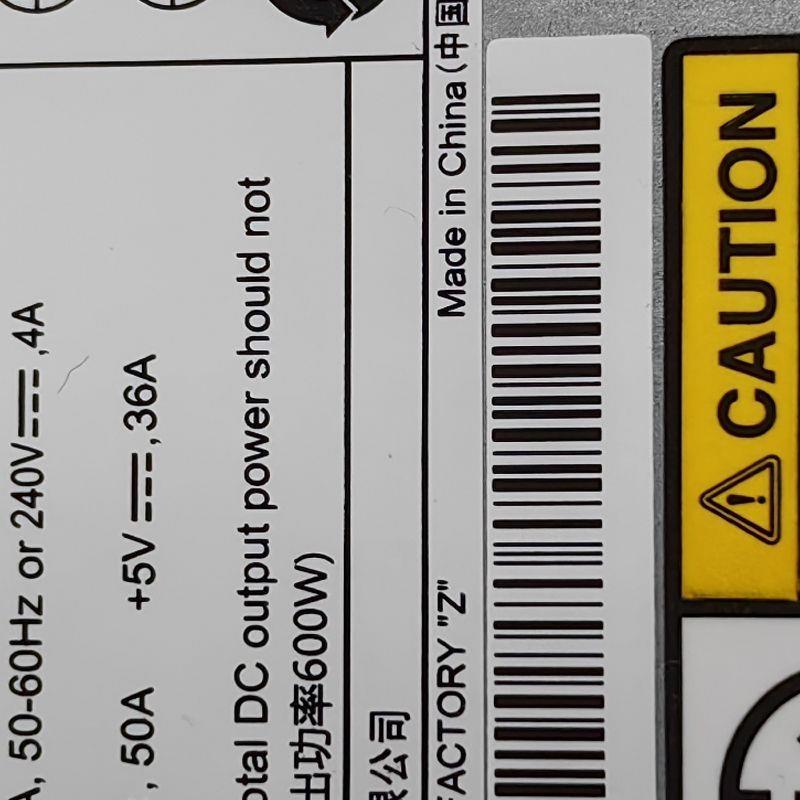 A, 50-60Hz or 240V⎓,4A
, 50A +5V⎓,36A
otal DC output power should not
出功率600W)
限公司
FACTORY "Z" Made in China (中国
⚠ CAUTION